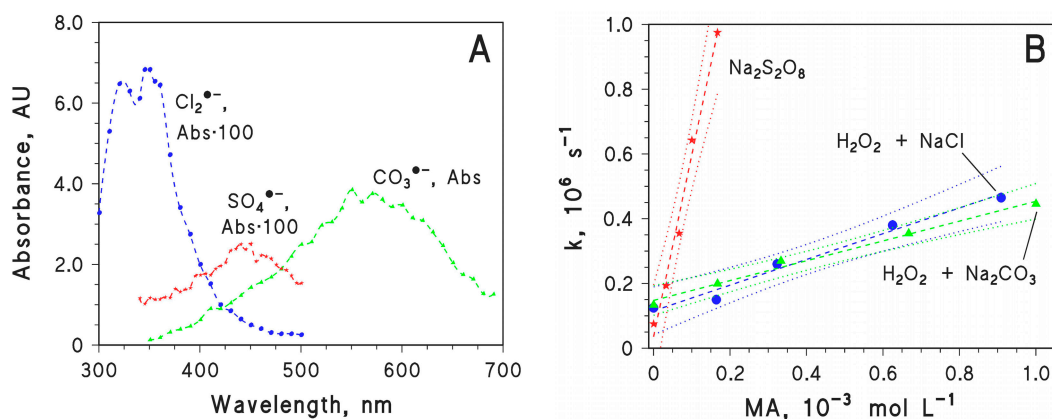 8.0
6.0
4.0
2.0
0
300
400
500
600
700
Absorbance, AU
Wavelength, nm
A
Cl₂•⁻,
Abs·100
SO₄•⁻,
Abs·100
CO₃•⁻, Abs
1.0
0.8
0.6
0.4
0.2
0
0
0.2
0.4
0.6
0.8
1.0
k, 10⁶ s⁻¹
MA, 10⁻³ mol L⁻¹
B
Na₂S₂O₈
H₂O₂ + NaCl
H₂O₂ + Na₂CO₃